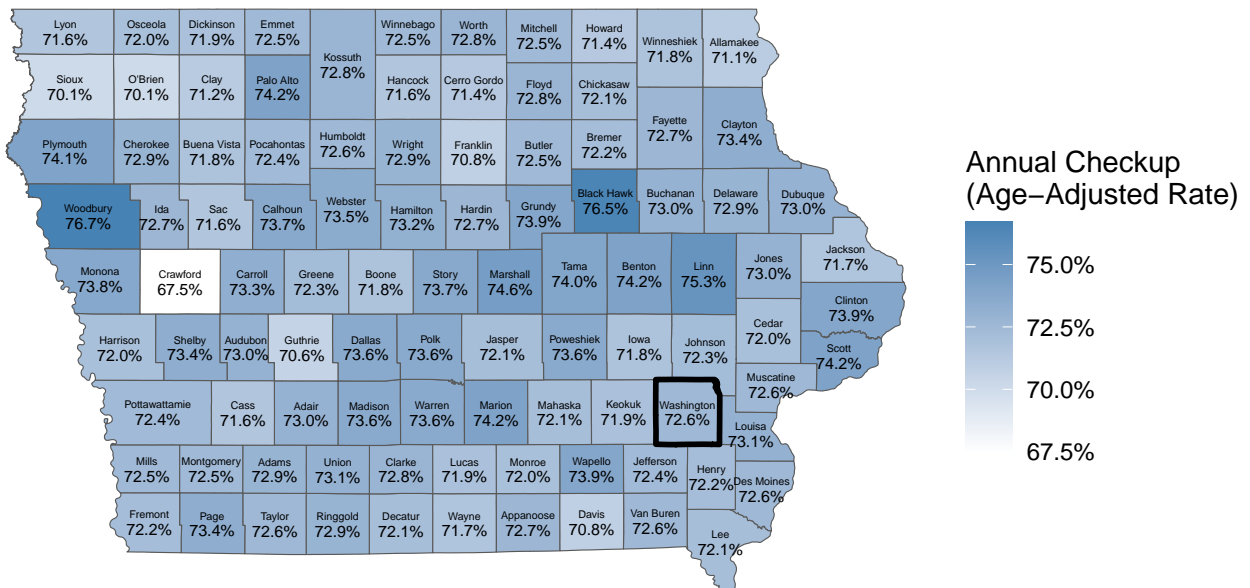 Lyon
71.6%
Osceola
72.0%
Dickinson
71.9%
Emmet
72.5%
Kossuth
72.8%
Winnebago
72.5%
Worth
72.8%
Mitchell
72.5%
Howard
71.4%
Winneshiek
71.8%
Allamakee
71.1%
Sioux
70.1%
O'Brien
70.1%
Clay
71.2%
Palo Alto
74.2%
Hancock
71.6%
Cerro Gordo
71.4%
Floyd
72.8%
Chickasaw
72.1%
Fayette
72.7%
Clayton
73.4%
Plymouth
74.1%
Cherokee
72.9%
Buena Vista
71.8%
Pocahontas
72.4%
Humboldt
72.6%
Wright
72.9%
Franklin
70.8%
Butler
72.5%
Bremer
72.2%
Woodbury
76.7%
Ida
72.7%
Sac
71.6%
Calhoun
73.7%
Webster
73.5%
Hamilton
73.2%
Hardin
72.7%
Grundy
73.9%
Black Hawk
76.5%
Buchanan
73.0%
Delaware
72.9%
Dubuque
73.0%
Monona
73.8%
Crawford
67.5%
Carroll
73.3%
Greene
72.3%
Boone
71.8%
Story
73.7%
Marshall
74.6%
Tama
74.0%
Benton
74.2%
Linn
75.3%
Jones
73.0%
Jackson
71.7%
Clinton
73.9%
Cedar
72.0%
Scott
74.2%
Harrison
72.0%
Shelby
73.4%
Audubon
73.0%
Guthrie
70.6%
Dallas
73.6%
Polk
73.6%
Jasper
72.1%
Poweshiek
73.6%
Iowa
71.8%
Johnson
72.3%
Muscatine
72.6%
Pottawattamie
72.4%
Cass
71.6%
Adair
73.0%
Madison
73.6%
Warren
73.6%
Marion
74.2%
Mahaska
72.1%
Keokuk
71.9%
Washington
72.6%
Louisa
73.1%
Mills
72.5%
Montgomery
72.5%
Adams
72.9%
Union
73.1%
Clarke
72.8%
Lucas
71.9%
Monroe
72.0%
Wapello
73.9%
Jefferson
72.4%
Henry
72.2%
Des Moines
72.6%
Fremont
72.2%
Page
73.4%
Taylor
72.6%
Ringgold
72.9%
Decatur
72.1%
Wayne
71.7%
Appanoose
72.7%
Davis
70.8%
Van Buren
72.6%
Lee
72.1%
Annual Checkup
(Age−Adjusted Rate)
75.0%
72.5%
70.0%
67.5%